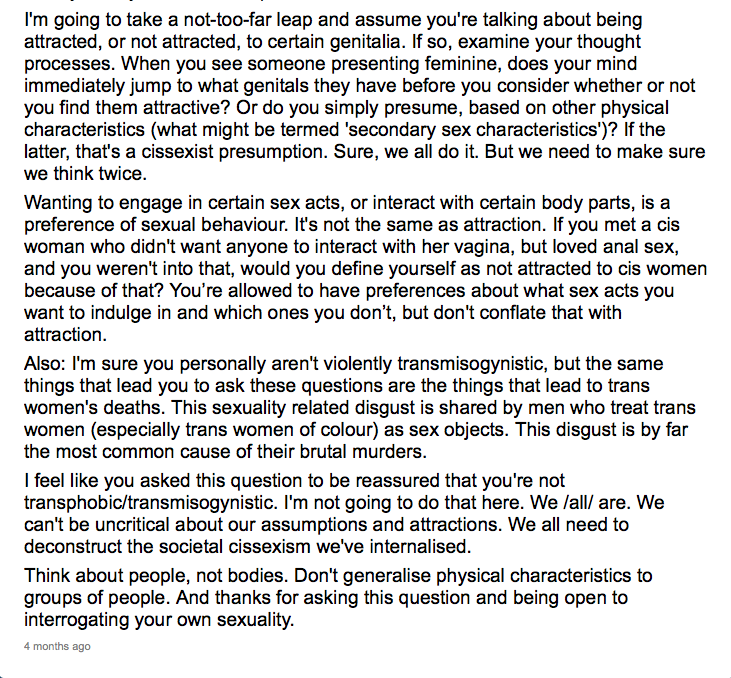 I'm going to take a not-too-far leap and assume you're talking about being
attracted, or not attracted, to certain genitalia. If so, examine your thought
processes. When you see someone presenting feminine, does your mind
immediately jump to what genitals they have before you consider whether or not
you find them attractive? Or do you simply presume, based on other physical
characteristics (what might be termed 'secondary sex characteristics')? If the
latter, that's a cissexist presumption. Sure, we all do it. But we need to make sure
we think twice.
Wanting to engage in certain sex acts, or interact with certain body parts, is a
preference of sexual behaviour. It's not the same as attraction. If you met a cis
woman who didn't want anyone to interact with her vagina, but loved anal sex,
and you weren't into that, would you define yourself as not attracted to cis women
because of that? You’re allowed to have preferences about what sex acts you
want to indulge in and which ones you don’t, but don't conflate that with
attraction.
Also: I'm sure you personally aren't violently transmisogynistic, but the same
things that lead you to ask these questions are the things that lead to trans
women's deaths. This sexuality related disgust is shared by men who treat trans
women (especially trans women of colour) as sex objects. This disgust is by far
the most common cause of their brutal murders.
I feel like you asked this question to be reassured that you're not
transphobic/transmisogynistic. I'm not going to do that here. We /all/ are. We
can't be uncritical about our assumptions and attractions. We all need to
deconstruct the societal cissexism we've internalised.
Think about people, not bodies. Don't generalise physical characteristics to
groups of people. And thanks for asking this question and being open to
interrogating your own sexuality.
4 months ago